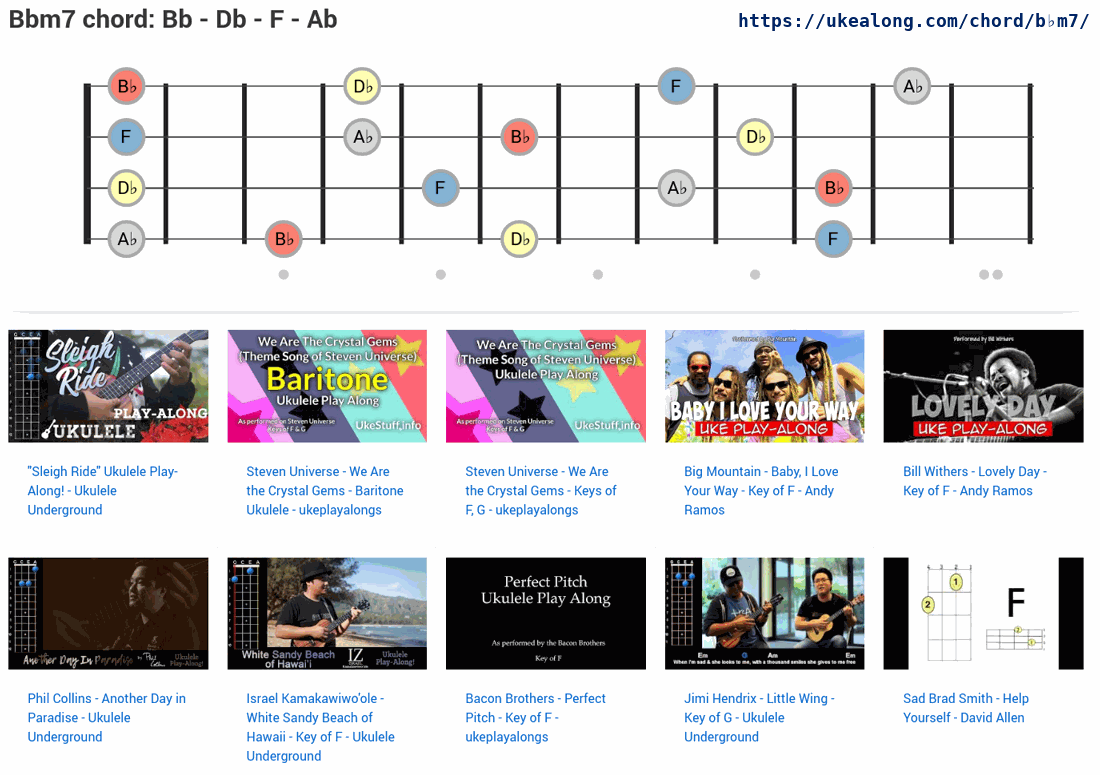 Bbm7 chord: Bb - Db - F - Ab
https://ukealong.com/chord/b♭m7/
B♭ D♭ F A♭
F A♭ B♭ D♭
D♭ F A♭ B♭
A♭ B♭ D♭ F
G C E A
Sleigh
Ride
PLAY-ALONG
UKULELE
We Are The Crystal Gems
(Theme Song of Steven Universe)
Baritone
Ukulele Play Along
As performed on Steven Universe
Keys of F & G
UkeStuff.info
We Are The Crystal Gems
(Theme Song of Steven Universe)
Ukulele Play Along
As performed on Steven Universe
Keys of F & G
UkeStuff.info
BABY I LOVE YOUR WAY
UKE PLAY-ALONG
Performed by Bill Withers
LOVELY DAY
UKE PLAY-ALONG
"Sleigh Ride" Ukulele Play-
Along! - Ukulele
Underground
Steven Universe - We Are
the Crystal Gems - Baritone
Ukulele - ukeplayalongs
Steven Universe - We Are
the Crystal Gems - Keys of
F, G - ukeplayalongs
Big Mountain - Baby, I Love
Your Way - Key of F - Andy
Ramos
Bill Withers - Lovely Day -
Key of F - Andy Ramos
G C E A
Another Day In Paradise
by Phil Collins
Ukulele
Play-Along!
G C E A
White Sandy Beach
of Hawai'i
IZ
Ukulele
Play-Along!
Perfect Pitch
Ukulele Play Along
As performed by the Bacon Brothers
Key of F
G C E A
Em G Am Em
When I'm sad & she looks to me, with a thousand smiles she gives to me free
4 3 2 1
1
2
F
2
1
Phil Collins - Another Day in
Paradise - Ukulele
Underground
Israel Kamakawiwo'ole -
White Sandy Beach of
Hawaii - Key of F - Ukulele
Underground
Bacon Brothers - Perfect
Pitch - Key of F -
ukeplayalongs
Jimi Hendrix - Little Wing -
Key of G - Ukulele
Underground
Sad Brad Smith - Help
Yourself - David Allen